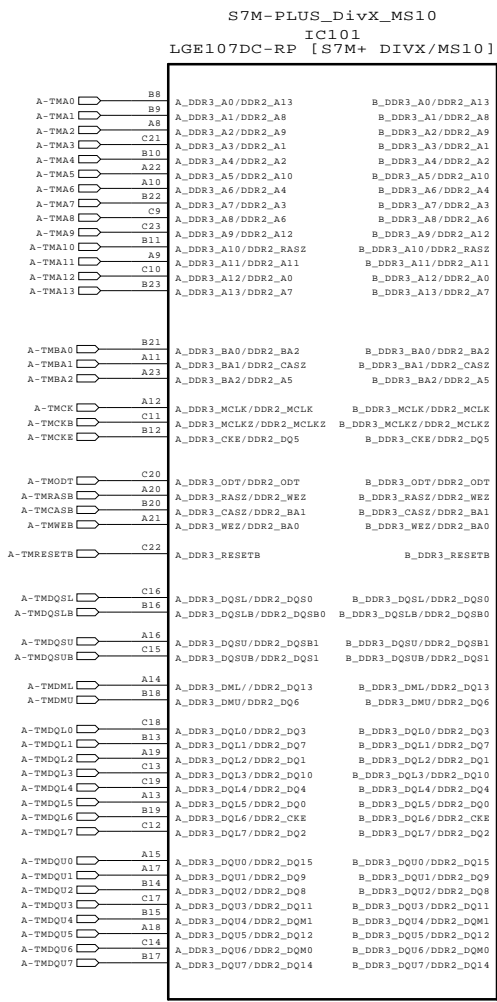 S7M-PLUS_DivX_MS10
IC101
LGE107DC-RP [S7M+ DIVX/MS10]
A-TMA0 B8 A_DDR3_A0/DDR2_A13 B_DDR3_A0/DDR2_A13
A-TMA1 B9 A_DDR3_A1/DDR2_A8 B_DDR3_A1/DDR2_A8
A-TMA2 A8 A_DDR3_A2/DDR2_A9 B_DDR3_A2/DDR2_A9
A-TMA3 C21 A_DDR3_A3/DDR2_A1 B_DDR3_A3/DDR2_A1
A-TMA4 B10 A_DDR3_A4/DDR2_A2 B_DDR3_A4/DDR2_A2
A-TMA5 A22 A_DDR3_A5/DDR2_A10 B_DDR3_A5/DDR2_A10
A-TMA6 A10 A_DDR3_A6/DDR2_A4 B_DDR3_A6/DDR2_A4
A-TMA7 B22 A_DDR3_A7/DDR2_A3 B_DDR3_A7/DDR2_A3
A-TMA8 C9 A_DDR3_A8/DDR2_A6 B_DDR3_A8/DDR2_A6
A-TMA9 C23 A_DDR3_A9/DDR2_A12 B_DDR3_A9/DDR2_A12
A-TMA10 B11 A_DDR3_A10/DDR2_RASZ B_DDR3_A10/DDR2_RASZ
A-TMA11 A9 A_DDR3_A11/DDR2_A11 B_DDR3_A11/DDR2_A11
A-TMA12 C10 A_DDR3_A12/DDR2_A0 B_DDR3_A12/DDR2_A0
A-TMA13 B23 A_DDR3_A13/DDR2_A7 B_DDR3_A13/DDR2_A7
A-TMBA0 B21 A_DDR3_BA0/DDR2_BA2 B_DDR3_BA0/DDR2_BA2
A-TMBA1 A11 A_DDR3_BA1/DDR2_CASZ B_DDR3_BA1/DDR2_CASZ
A-TMBA2 A23 A_DDR3_BA2/DDR2_A5 B_DDR3_BA2/DDR2_A5
A-TMCK A12 A_DDR3_MCLK/DDR2_MCLK B_DDR3_MCLK/DDR2_MCLK
A-TMCKB C11 A_DDR3_MCLKZ/DDR2_MCLKZ B_DDR3_MCLKZ/DDR2_MCLKZ
A-TMCKE B12 A_DDR3_CKE/DDR2_DQ5 B_DDR3_CKE/DDR2_DQ5
A-TMODT C20 A_DDR3_ODT/DDR2_ODT B_DDR3_ODT/DDR2_ODT
A-TMRASB A20 A_DDR3_RASZ/DDR2_WEZ B_DDR3_RASZ/DDR2_WEZ
A-TMCASB B20 A_DDR3_CASZ/DDR2_BA1 B_DDR3_CASZ/DDR2_BA1
A-TMWEB A21 A_DDR3_WEZ/DDR2_BA0 B_DDR3_WEZ/DDR2_BA0
A-TMRESETB C22 A_DDR3_RESETB B_DDR3_RESETB
A-TMDQSL C16 A_DDR3_DQSL/DDR2_DQS0 B_DDR3_DQSL/DDR2_DQS0
A-TMDQSLB B16 A_DDR3_DQSLB/DDR2_DQSB0 B_DDR3_DQSLB/DDR2_DQSB0
A-TMDQSU A16 A_DDR3_DQSU/DDR2_DQSB1 B_DDR3_DQSU/DDR2_DQSB1
A-TMDQSUB C15 A_DDR3_DQSUB/DDR2_DQS1 B_DDR3_DQSUB/DDR2_DQS1
A-TMDML A14 A_DDR3_DML//DDR2_DQ13 B_DDR3_DML/DDR2_DQ13
A-TMDMU B18 A_DDR3_DMU/DDR2_DQ6 B_DDR3_DMU/DDR2_DQ6
A-TMDQL0 C18 A_DDR3_DQL0/DDR2_DQ3 B_DDR3_DQL0/DDR2_DQ3
A-TMDQL1 B13 A_DDR3_DQL1/DDR2_DQ7 B_DDR3_DQL1/DDR2_DQ7
A-TMDQL2 A19 A_DDR3_DQL2/DDR2_DQ1 B_DDR3_DQL2/DDR2_DQ1
A-TMDQL3 C13 A_DDR3_DQL3/DDR2_DQ10 B_DDR3_DQL3/DDR2_DQ10
A-TMDQL4 C19 A_DDR3_DQL4/DDR2_DQ4 B_DDR3_DQL4/DDR2_DQ4
A-TMDQL5 A13 A_DDR3_DQL5/DDR2_DQ0 B_DDR3_DQL5/DDR2_DQ0
A-TMDQL6 B19 A_DDR3_DQL6/DDR2_CKE B_DDR3_DQL6/DDR2_CKE
A-TMDQL7 C12 A_DDR3_DQL7/DDR2_DQ2 B_DDR3_DQL7/DDR2_DQ2
A-TMDQU0 A15 A_DDR3_DQU0/DDR2_DQ15 B_DDR3_DQU0/DDR2_DQ15
A-TMDQU1 A17 A_DDR3_DQU1/DDR2_DQ9 B_DDR3_DQU1/DDR2_DQ9
A-TMDQU2 B14 A_DDR3_DQU2/DDR2_DQ8 B_DDR3_DQU2/DDR2_DQ8
A-TMDQU3 C17 A_DDR3_DQU3/DDR2_DQ11 B_DDR3_DQU3/DDR2_DQ11
A-TMDQU4 B15 A_DDR3_DQU4/DDR2_DQM1 B_DDR3_DQU4/DDR2_DQM1
A-TMDQU5 A18 A_DDR3_DQU5/DDR2_DQ12 B_DDR3_DQU5/DDR2_DQ12
A-TMDQU6 C14 A_DDR3_DQU6/DDR2_DQM0 B_DDR3_DQU6/DDR2_DQM0
A-TMDQU7 B17 A_DDR3_DQU7/DDR2_DQ14 B_DDR3_DQU7/DDR2_DQ14